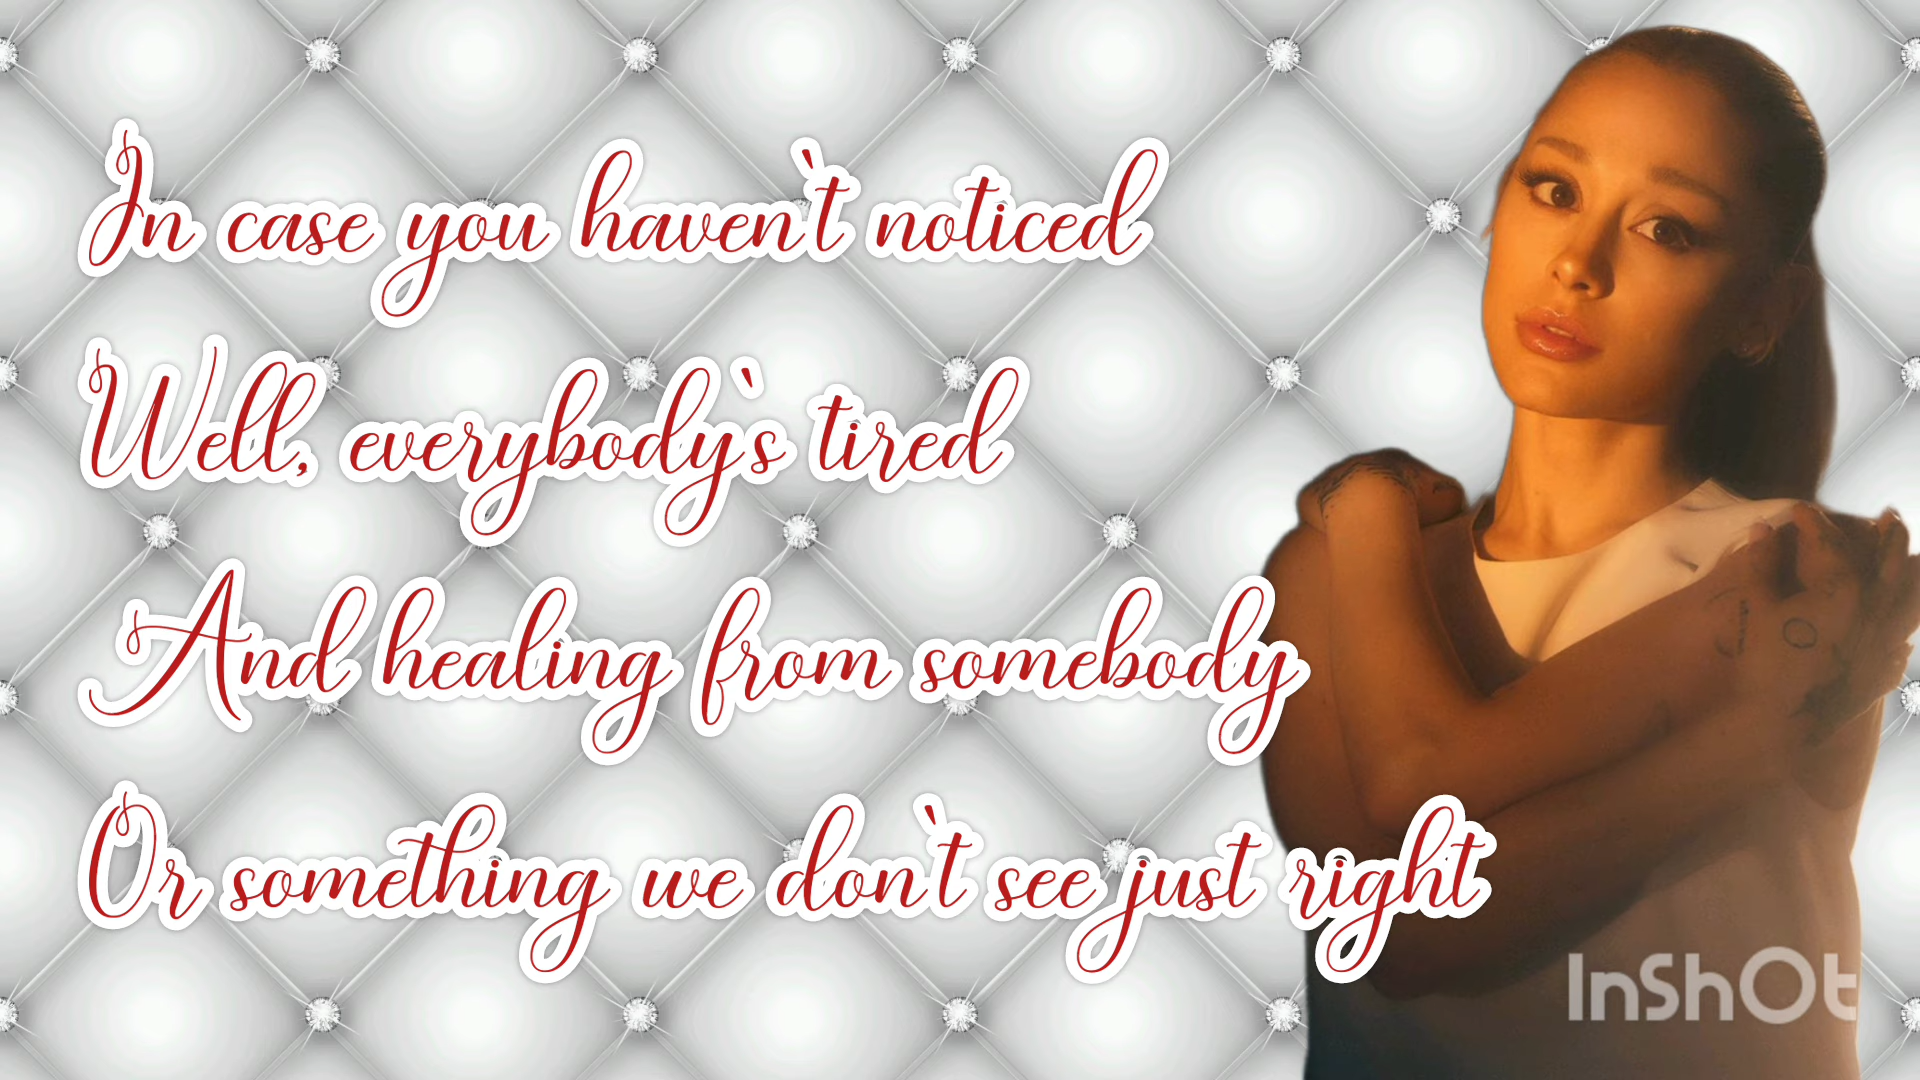 In case you haven't noticed
Well, everybody's tired
And healing from somebody
Or something we don't see just right
InShOt